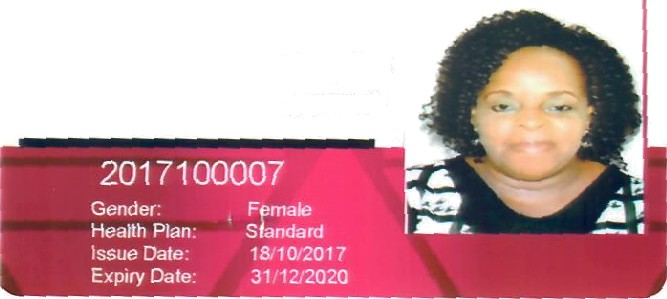 2017100007
Gender: Female
Health Plan: Standard
Issue Date: 18/10/2017
Expiry Date: 31/12/2020